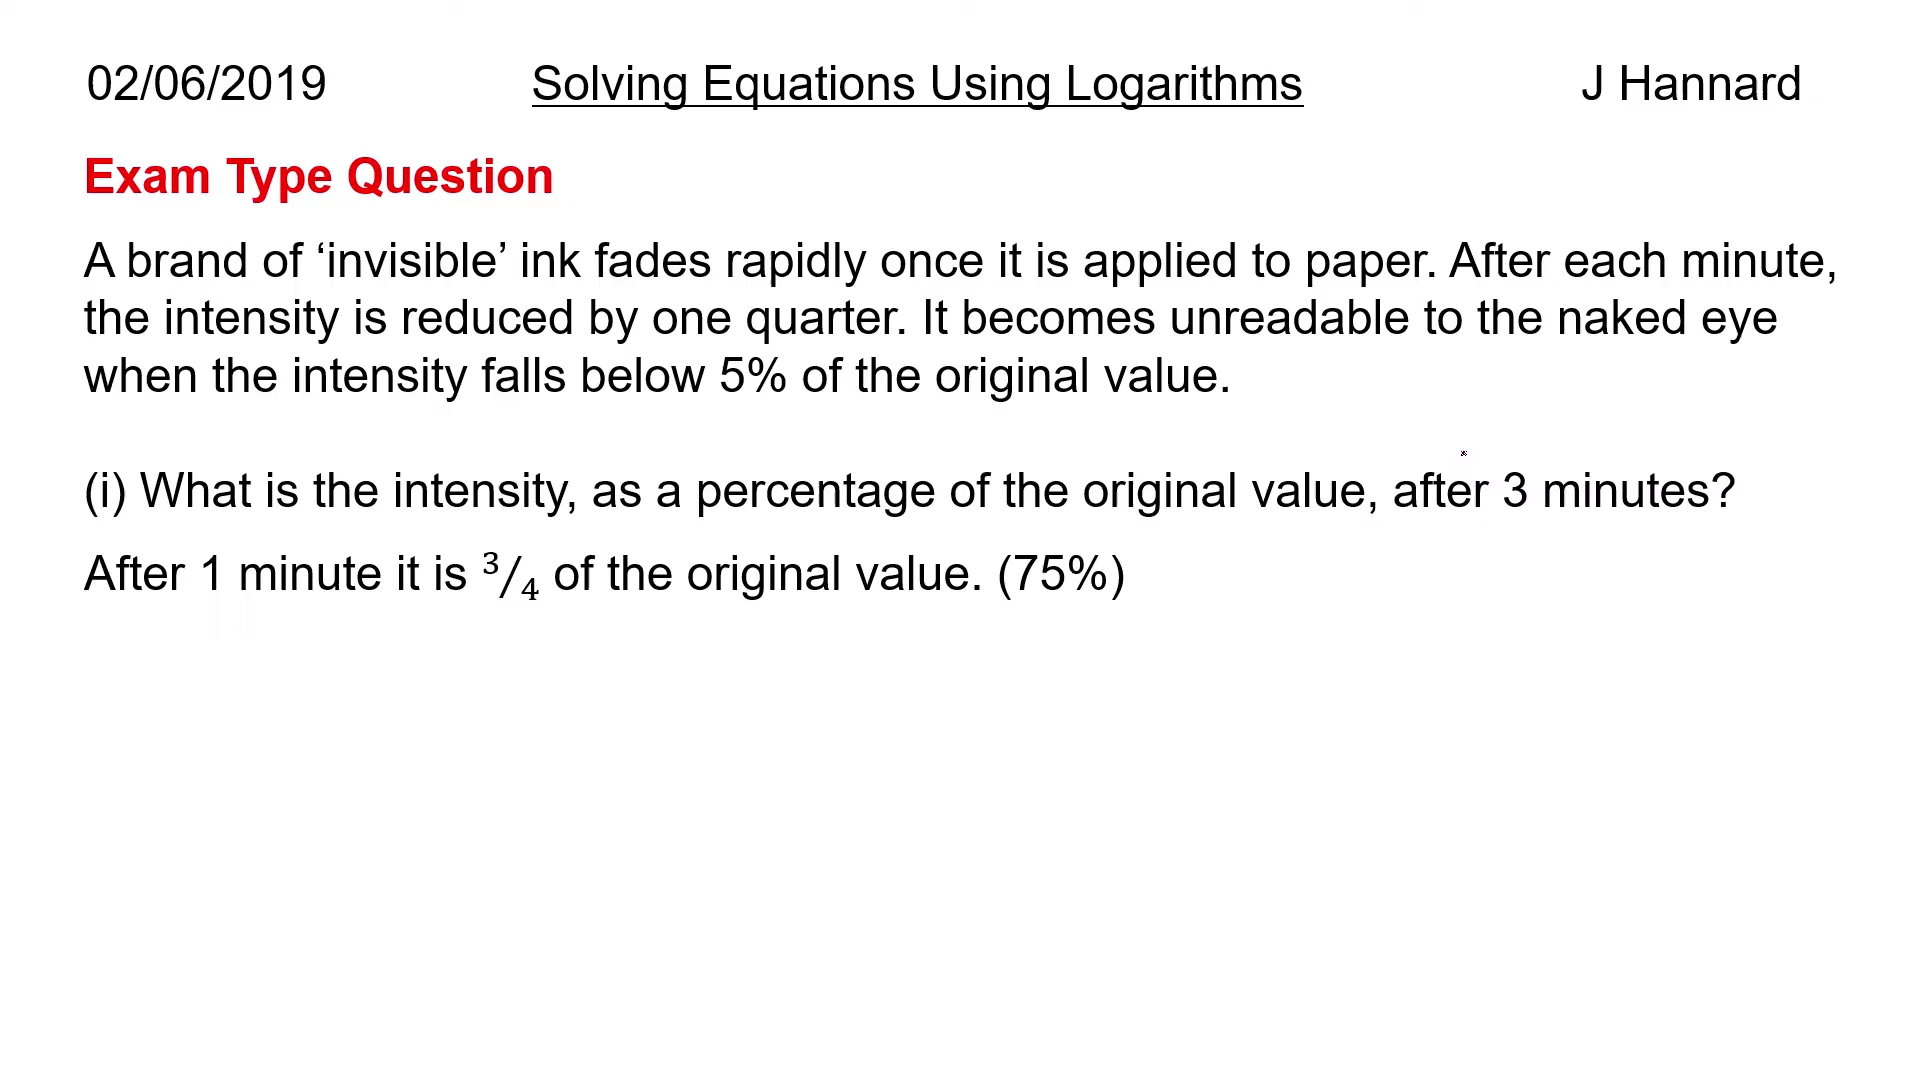 02/06/2019 Solving Equations Using Logarithms J Hannard
Exam Type Question
A brand of ‘invisible’ ink fades rapidly once it is applied to paper. After each minute,
the intensity is reduced by one quarter. It becomes unreadable to the naked eye
when the intensity falls below 5% of the original value.
(i) What is the intensity, as a percentage of the original value, after 3 minutes?
After 1 minute it is 3/4 of the original value. (75%)